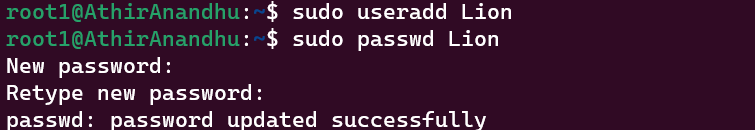 root1@AthirAnandhu:~$ sudo useradd Lion
root1@AthirAnandhu:~$ sudo passwd Lion
New password:
Retype new password:
passwd: password updated successfully